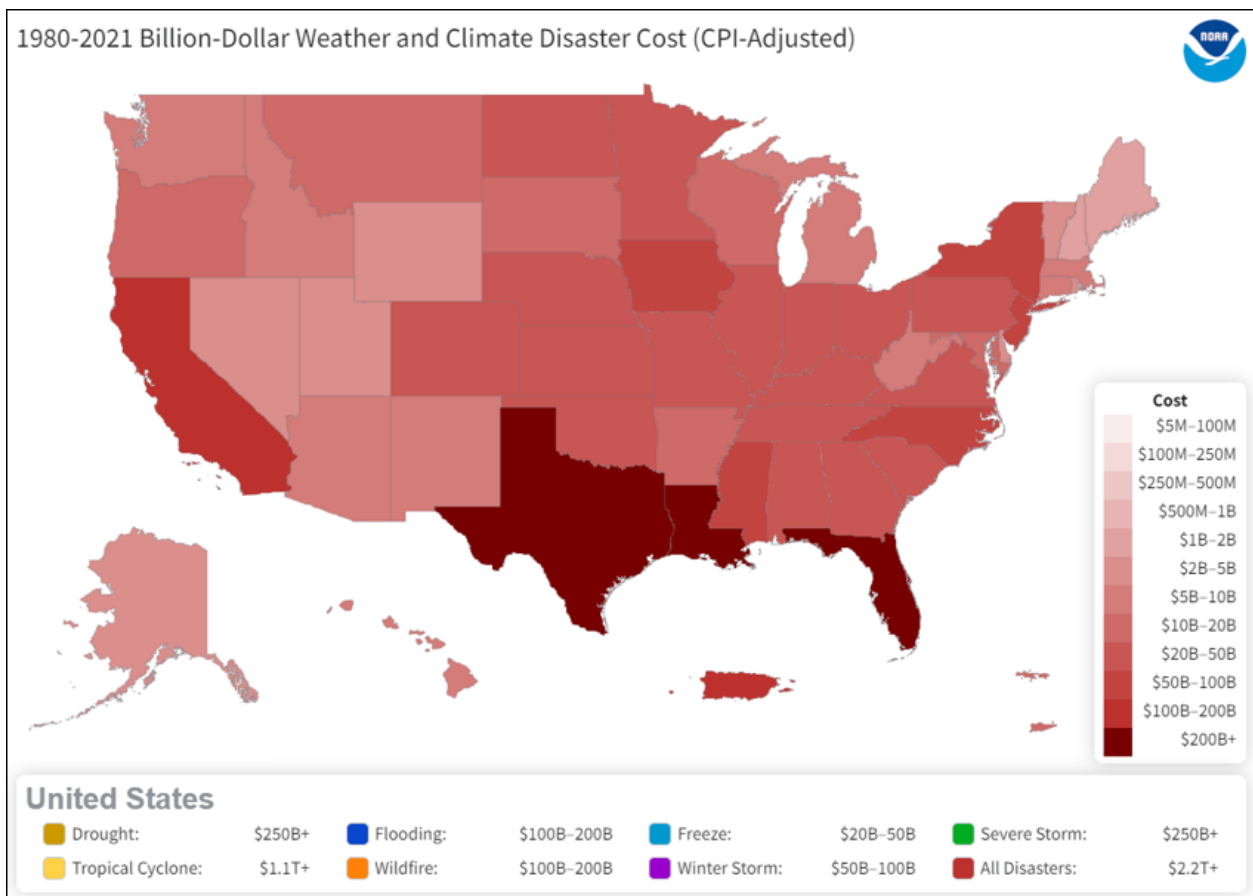 1980-2021 Billion-Dollar Weather and Climate Disaster Cost (CPI-Adjusted)
NOAA
Cost
$5M–100M
$100M–250M
$250M–500M
$500M–1B
$1B–2B
$2B–5B
$5B–10B
$10B–20B
$20B–50B
$50B–100B
$100B–200B
$200B+
United States
Drought: $250B+ Flooding: $100B–200B Freeze: $20B–50B Severe Storm: $250B+
Tropical Cyclone: $1.1T+ Wildfire: $100B–200B Winter Storm: $50B–100B All Disasters: $2.2T+